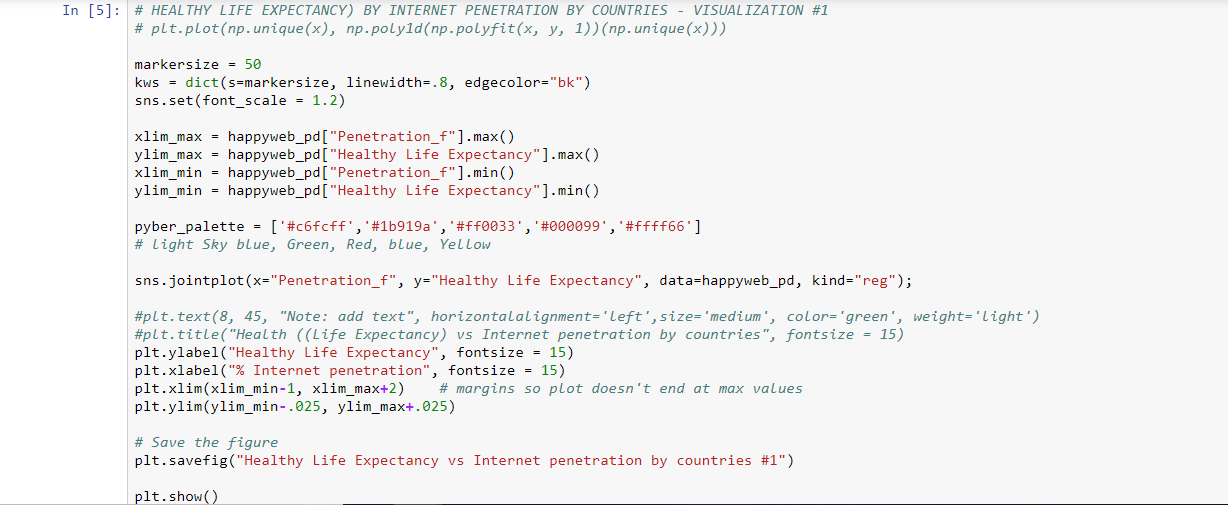 In [5]: # HEALTHY LIFE EXPECTANCY) BY INTERNET PENETRATION BY COUNTRIES - VISUALIZATION #1
# plt.plot(np.unique(x), np.poly1d(np.polyfit(x, y, 1))(np.unique(x)))
markersize = 50
kws = dict(s=markersize, linewidth=.8, edgecolor="bk")
sns.set(font_scale = 1.2)
xlim_max = happyweb_pd["Penetration_f"].max()
ylim_max = happyweb_pd["Healthy Life Expectancy"].max()
xlim_min = happyweb_pd["Penetration_f"].min()
ylim_min = happyweb_pd["Healthy Life Expectancy"].min()
pyber_palette = ['#c6fcff','#1b919a','#ff0033','#000099','#ffff66']
# light Sky blue, Green, Red, blue, Yellow
sns.jointplot(x="Penetration_f", y="Healthy Life Expectancy", data=happyweb_pd, kind="reg");
#plt.text(8, 45, "Note: add text", horizontalalignment='left',size='medium', color='green', weight='light')
#plt.title("Health ((Life Expectancy) vs Internet penetration by countries", fontsize = 15)
plt.ylabel("Healthy Life Expectancy", fontsize = 15)
plt.xlabel("% Internet penetration", fontsize = 15)
plt.xlim(xlim_min-1, xlim_max+2)    # margins so plot doesn't end at max values
plt.ylim(ylim_min-.025, ylim_max+.025)
# Save the figure
plt.savefig("Healthy Life Expectancy vs Internet penetration by countries #1")
plt.show()